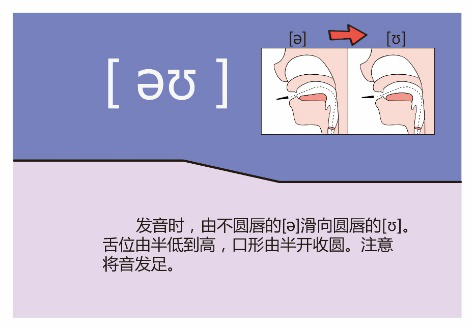 [ə] [ʊ]
[ əʊ ]
发音时，由不圆唇的[ə]滑向圆唇的[ʊ]。
舌位由半低到高，口形由半开收圆。注意
将音发足。